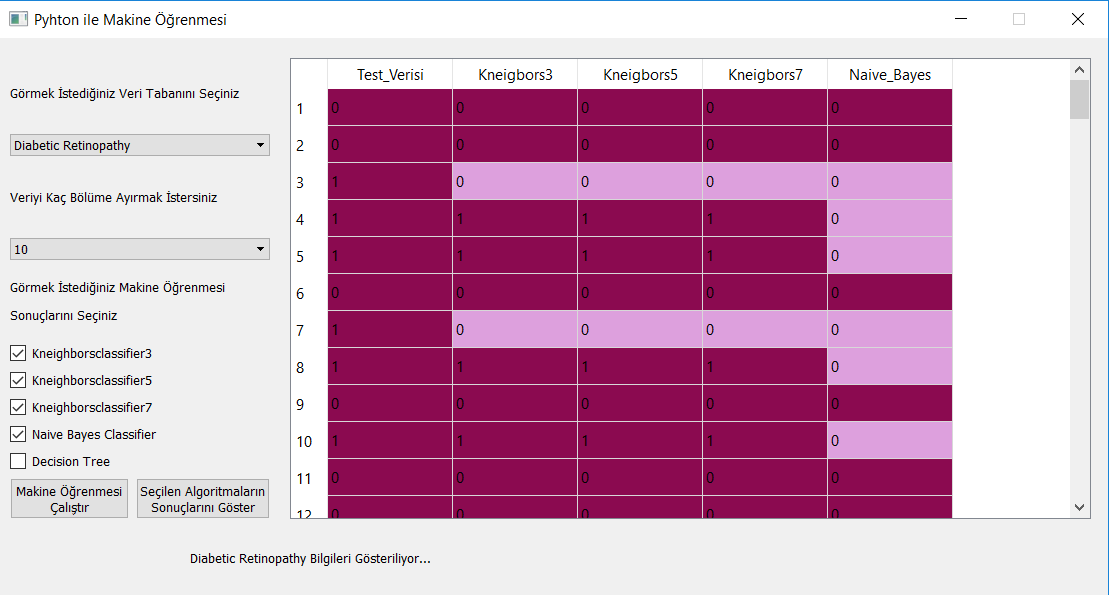 Pyhton ile Makine Öğrenmesi
Görmek İstediğiniz Veri Tabanını Seçiniz
Diabetic Retinopathy
Veriyi Kaç Bölüme Ayırmak İstersiniz
10
Görmek İstediğiniz Makine Öğrenmesi
Sonuçlarını Seçiniz
Kneighborsclassifier3
Kneighborsclassifier5
Kneighborsclassifier7
Naive Bayes Classifier
Decision Tree
Makine Öğrenmesi
Çalıştır
Seçilen Algoritmaların
Sonuçlarını Göster
Test_Verisi Kneigbors3 Kneigbors5 Kneigbors7 Naive_Bayes
1 0 0 0 0 0
2 0 0 0 0 0
3 1 0 0 0 0
4 1 1 1 1 0
5 1 1 1 1 0
6 0 0 0 0 0
7 1 0 0 0 0
8 1 1 1 1 0
9 0 0 0 0 0
10 1 1 1 1 0
11 0 0 0 0 0
12 0 0 0 0 0
Diabetic Retinopathy Bilgileri Gösteriliyor...